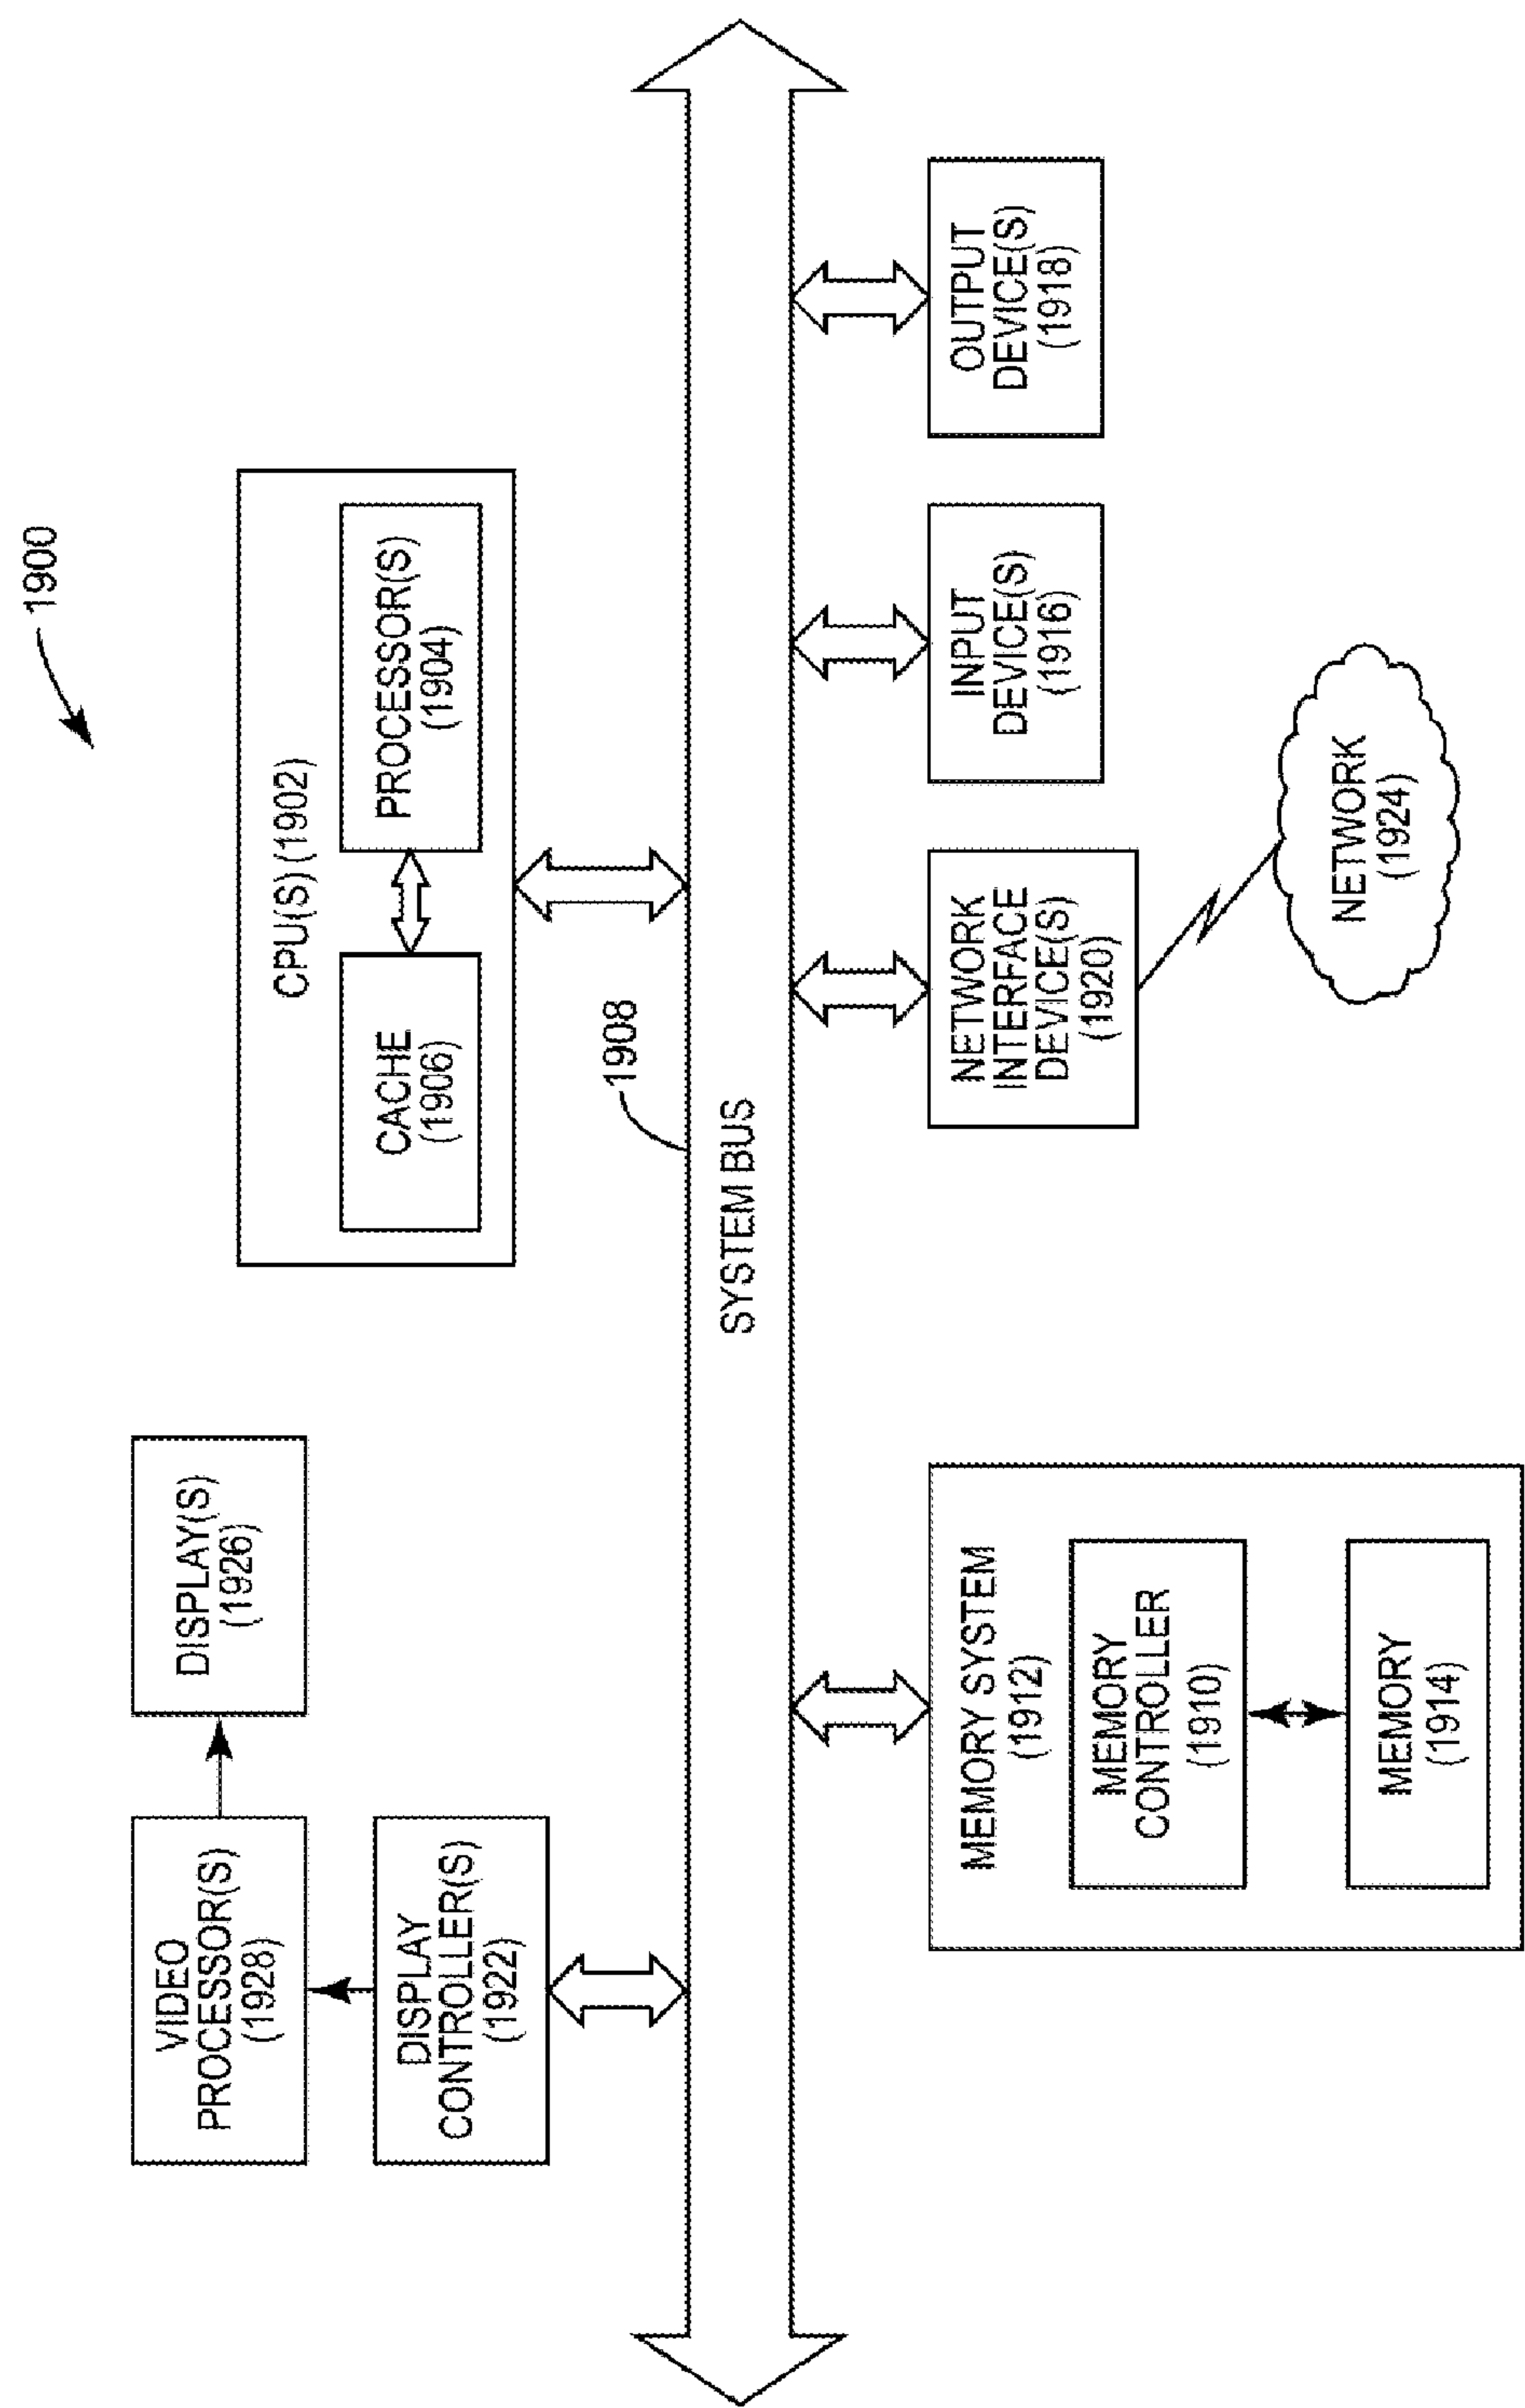 1900
VIDEO
PROCESSOR(S)
(1928)
DISPLAY(S)
(1926)
DISPLAY
CONTROLLER(S)
(1922)
CPU(S) (1902)
CACHE
(1906)
PROCESSOR(S)
(1904)
1908
SYSTEM BUS
MEMORY SYSTEM
(1912)
MEMORY
CONTROLLER
(1910)
MEMORY
(1914)
NETWORK
INTERFACE
DEVICE(S)
(1920)
INPUT
DEVICE(S)
(1916)
OUTPUT
DEVICE(S)
(1918)
NETWORK
(1924)